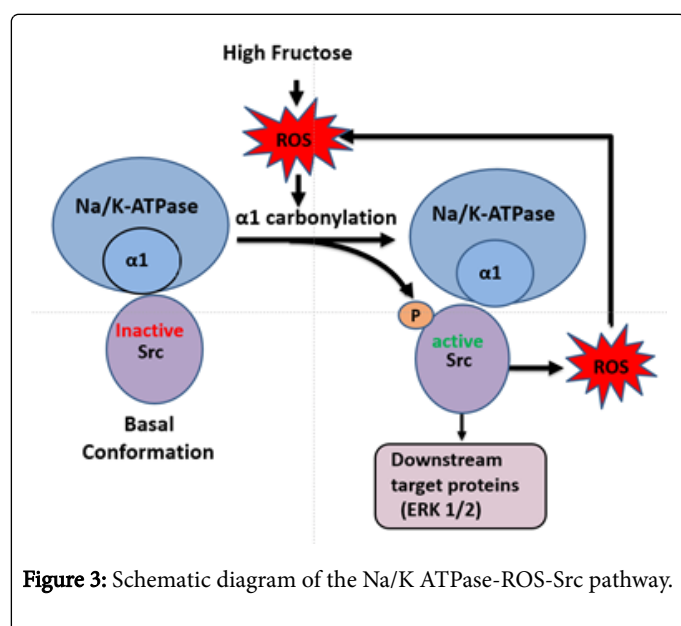 High Fructose
ROS
Na/K-ATPase
α1
α1 carbonylation
Na/K-ATPase
α1
Inactive
Src
P
active
Src
ROS
Basal
Conformation
Downstream
target proteins
(ERK 1/2)
Figure 3: Schematic diagram of the Na/K ATPase-ROS-Src pathway.